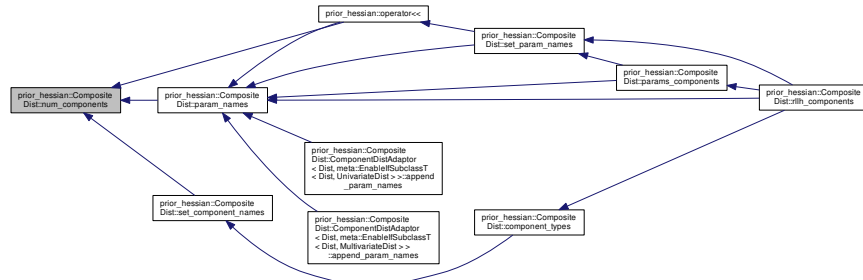 prior_hessian::operator<<
prior_hessian::Composite
Dist::set_param_names
prior_hessian::Composite
Dist::params_components
prior_hessian::Composite
Dist::num_components
prior_hessian::Composite
Dist::param_names
prior_hessian::Composite
Dist::rllh_components
prior_hessian::Composite
Dist::ComponentDistAdaptor
< Dist, meta::EnableIfSubclassT
< Dist, UnivariateDist > >::append
_param_names
prior_hessian::Composite
Dist::set_component_names
prior_hessian::Composite
Dist::ComponentDistAdaptor
< Dist, meta::EnableIfSubclassT
< Dist, MultivariateDist > >
::append_param_names
prior_hessian::Composite
Dist::component_types